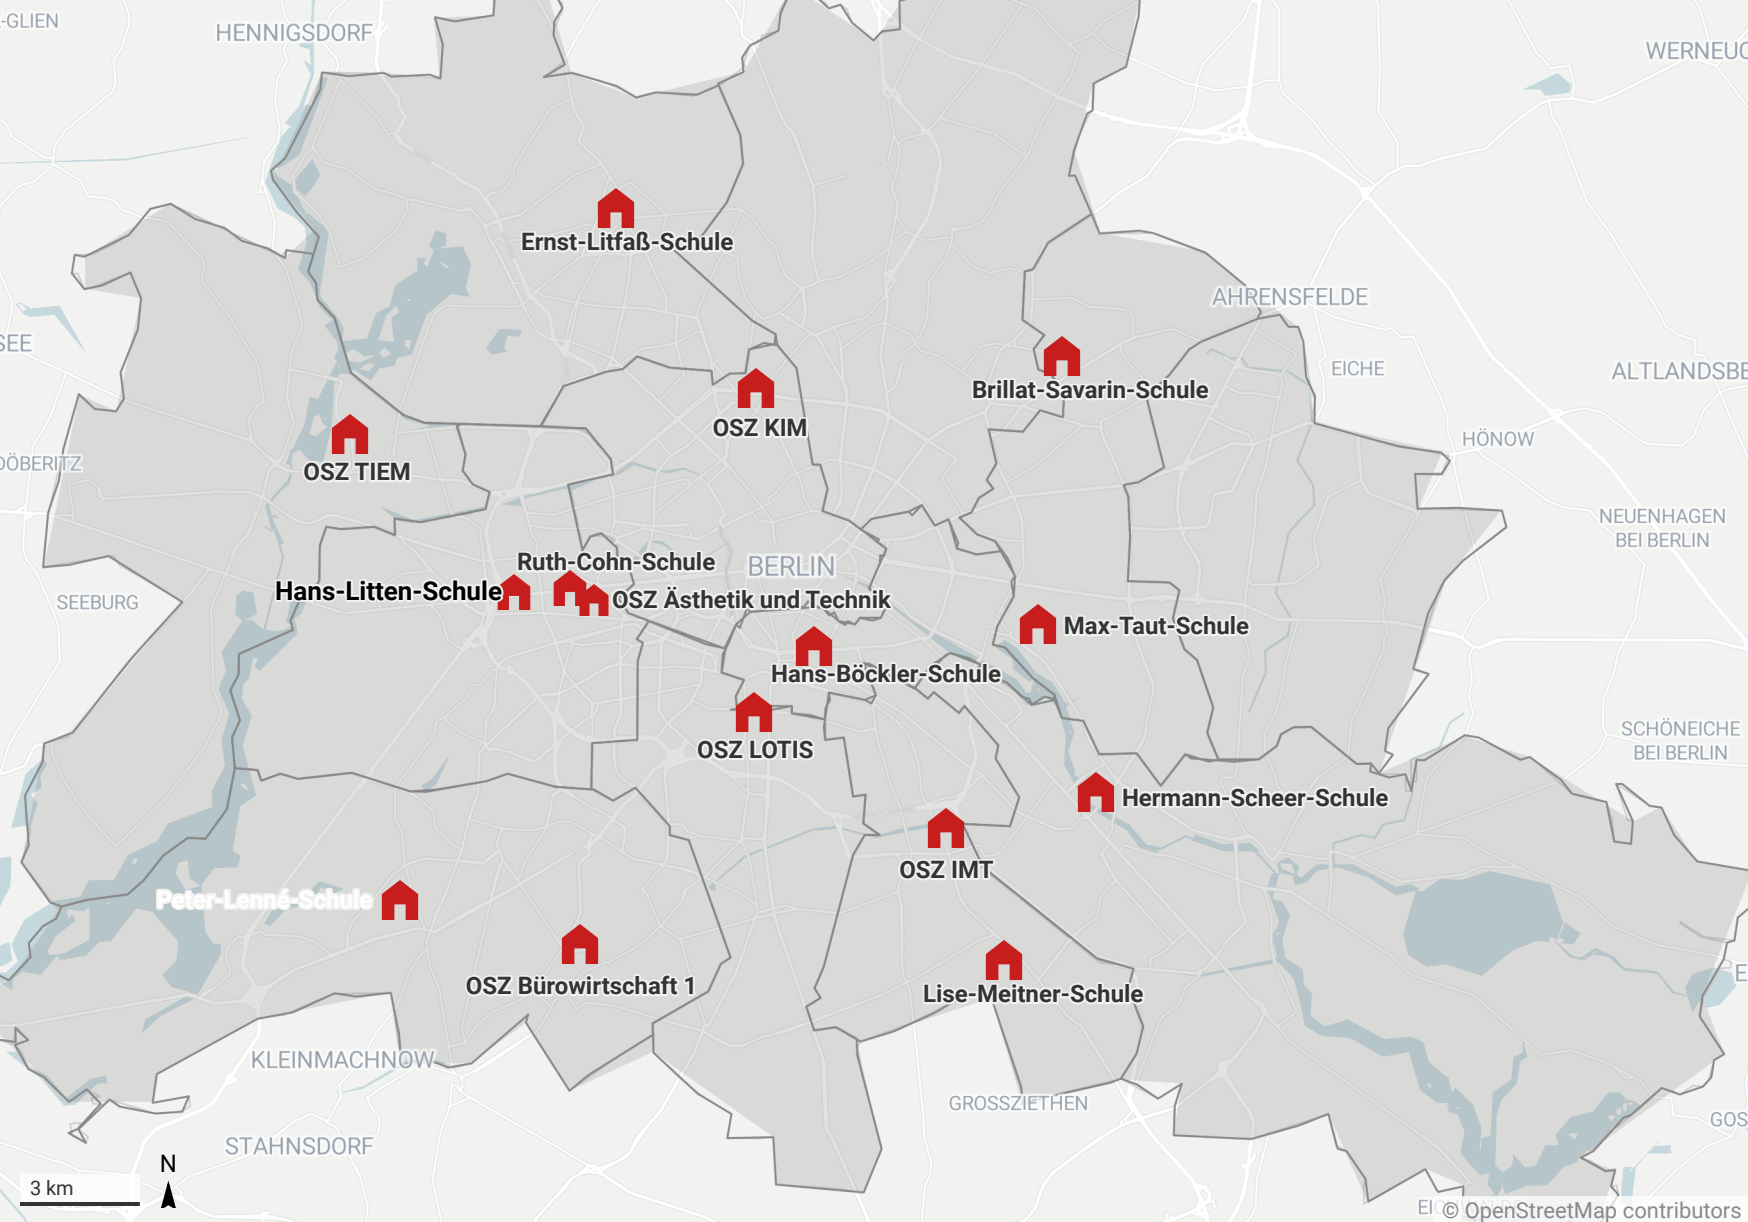 -GLIEN
HENNIGSDORF
WERNEUC
Ernst-Litfaß-Schule
AHRENSFELDE
SEE
EICHE
ALTLANDSBE
Brillat-Savarin-Schule
OSZ KIM
HÖNOW
DÖBERITZ
OSZ TIEM
NEUENHAGEN
BEI BERLIN
Ruth-Cohn-Schule
BERLIN
Hans-Litten-Schule
OSZ Ästhetik und Technik
SEEBURG
Max-Taut-Schule
Hans-Böckler-Schule
SCHÖNEICHE
BEI BERLIN
OSZ LOTIS
Hermann-Scheer-Schule
OSZ IMT
Peter-Lenné-Schule
E
OSZ Bürowirtschaft 1
Lise-Meitner-Schule
KLEINMACHNOW
GROSSZIETHEN
GOS
STAHNSDORF
N
3 km
© OpenStreetMap contributors